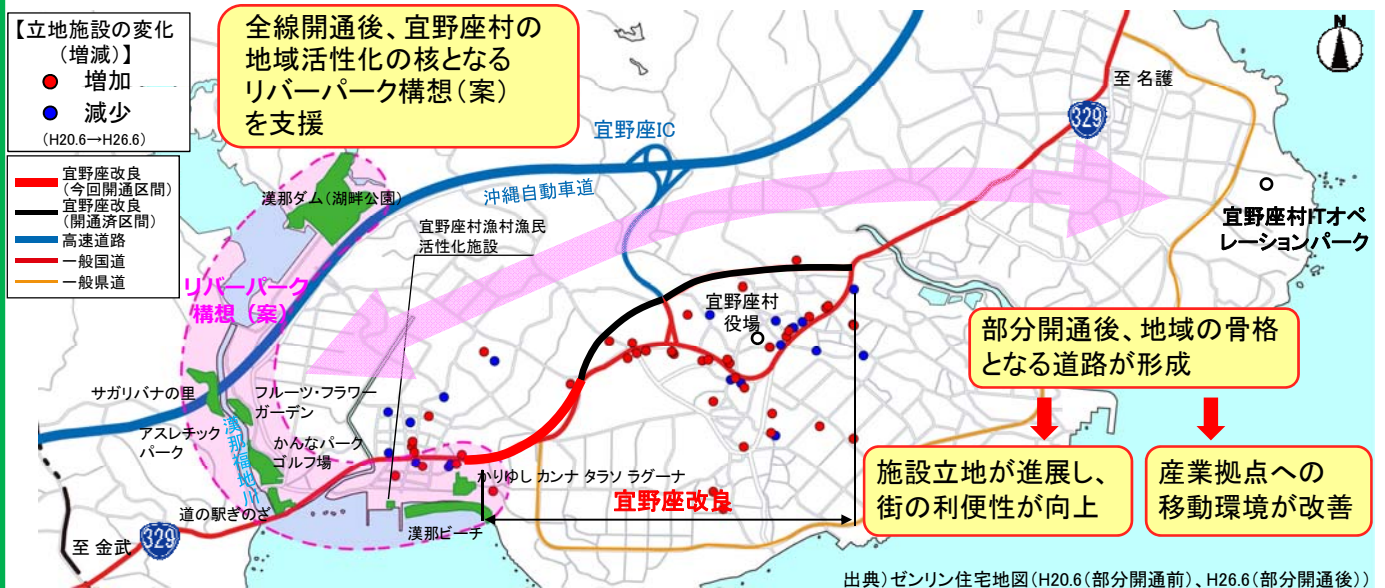 【立地施設の変化
（増減）】
増加
減少
(H20.6→H26.6)
宜野座改良
(今回開通区間)
宜野座改良
(開通済区間)
高速道路
一般国道
一般県道
全線開通後、宜野座村の
地域活性化の核となる
リバーパーク構想（案）
を支援
N
至 名護
329
宜野座IC
沖縄自動車道
漢那ダム（湖畔公園）
宜野座村漁村漁民
活性化施設
宜野座村ITオペ
レーションパーク
リバーパーク
構想（案）
宜野座村
役場
部分開通後、地域の骨格
となる道路が形成
サガリバナの里
フルーツ・フラワー
ガーデン
アスレチック
パーク
漢那福地川
かんなパーク
ゴルフ場
かりゆし カンナ タラソ ラグーナ
施設立地が進展し、
街の利便性が向上
産業拠点への
移動環境が改善
宜野座改良
道の駅ぎのざ
漢那ビーチ
至 金武
329
出典）ゼンリン住宅地図（H20.6（部分開通前）、H26.6（部分開通後））